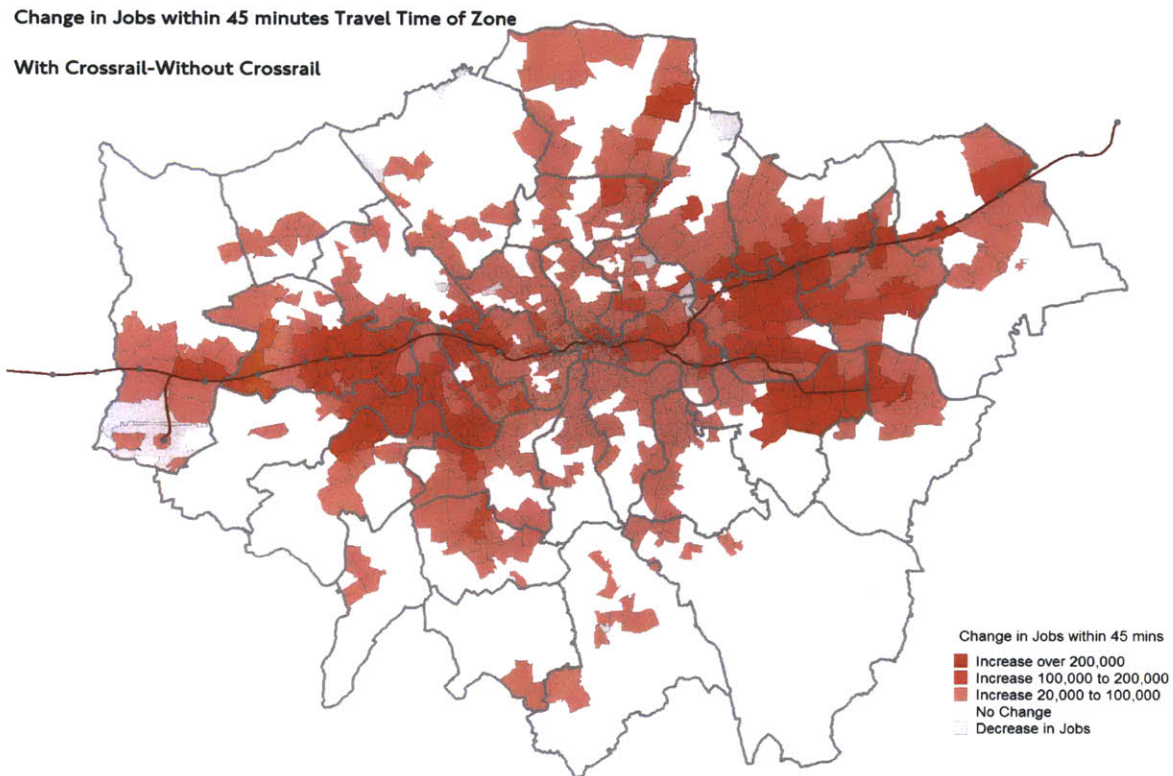 Change in Jobs within 45 minutes Travel Time of Zone
With Crossrail-Without Crossrail
Change in Jobs within 45 mins
Increase over 200,000
Increase 100,000 to 200,000
Increase 20,000 to 100,000
No Change
Decrease in Jobs